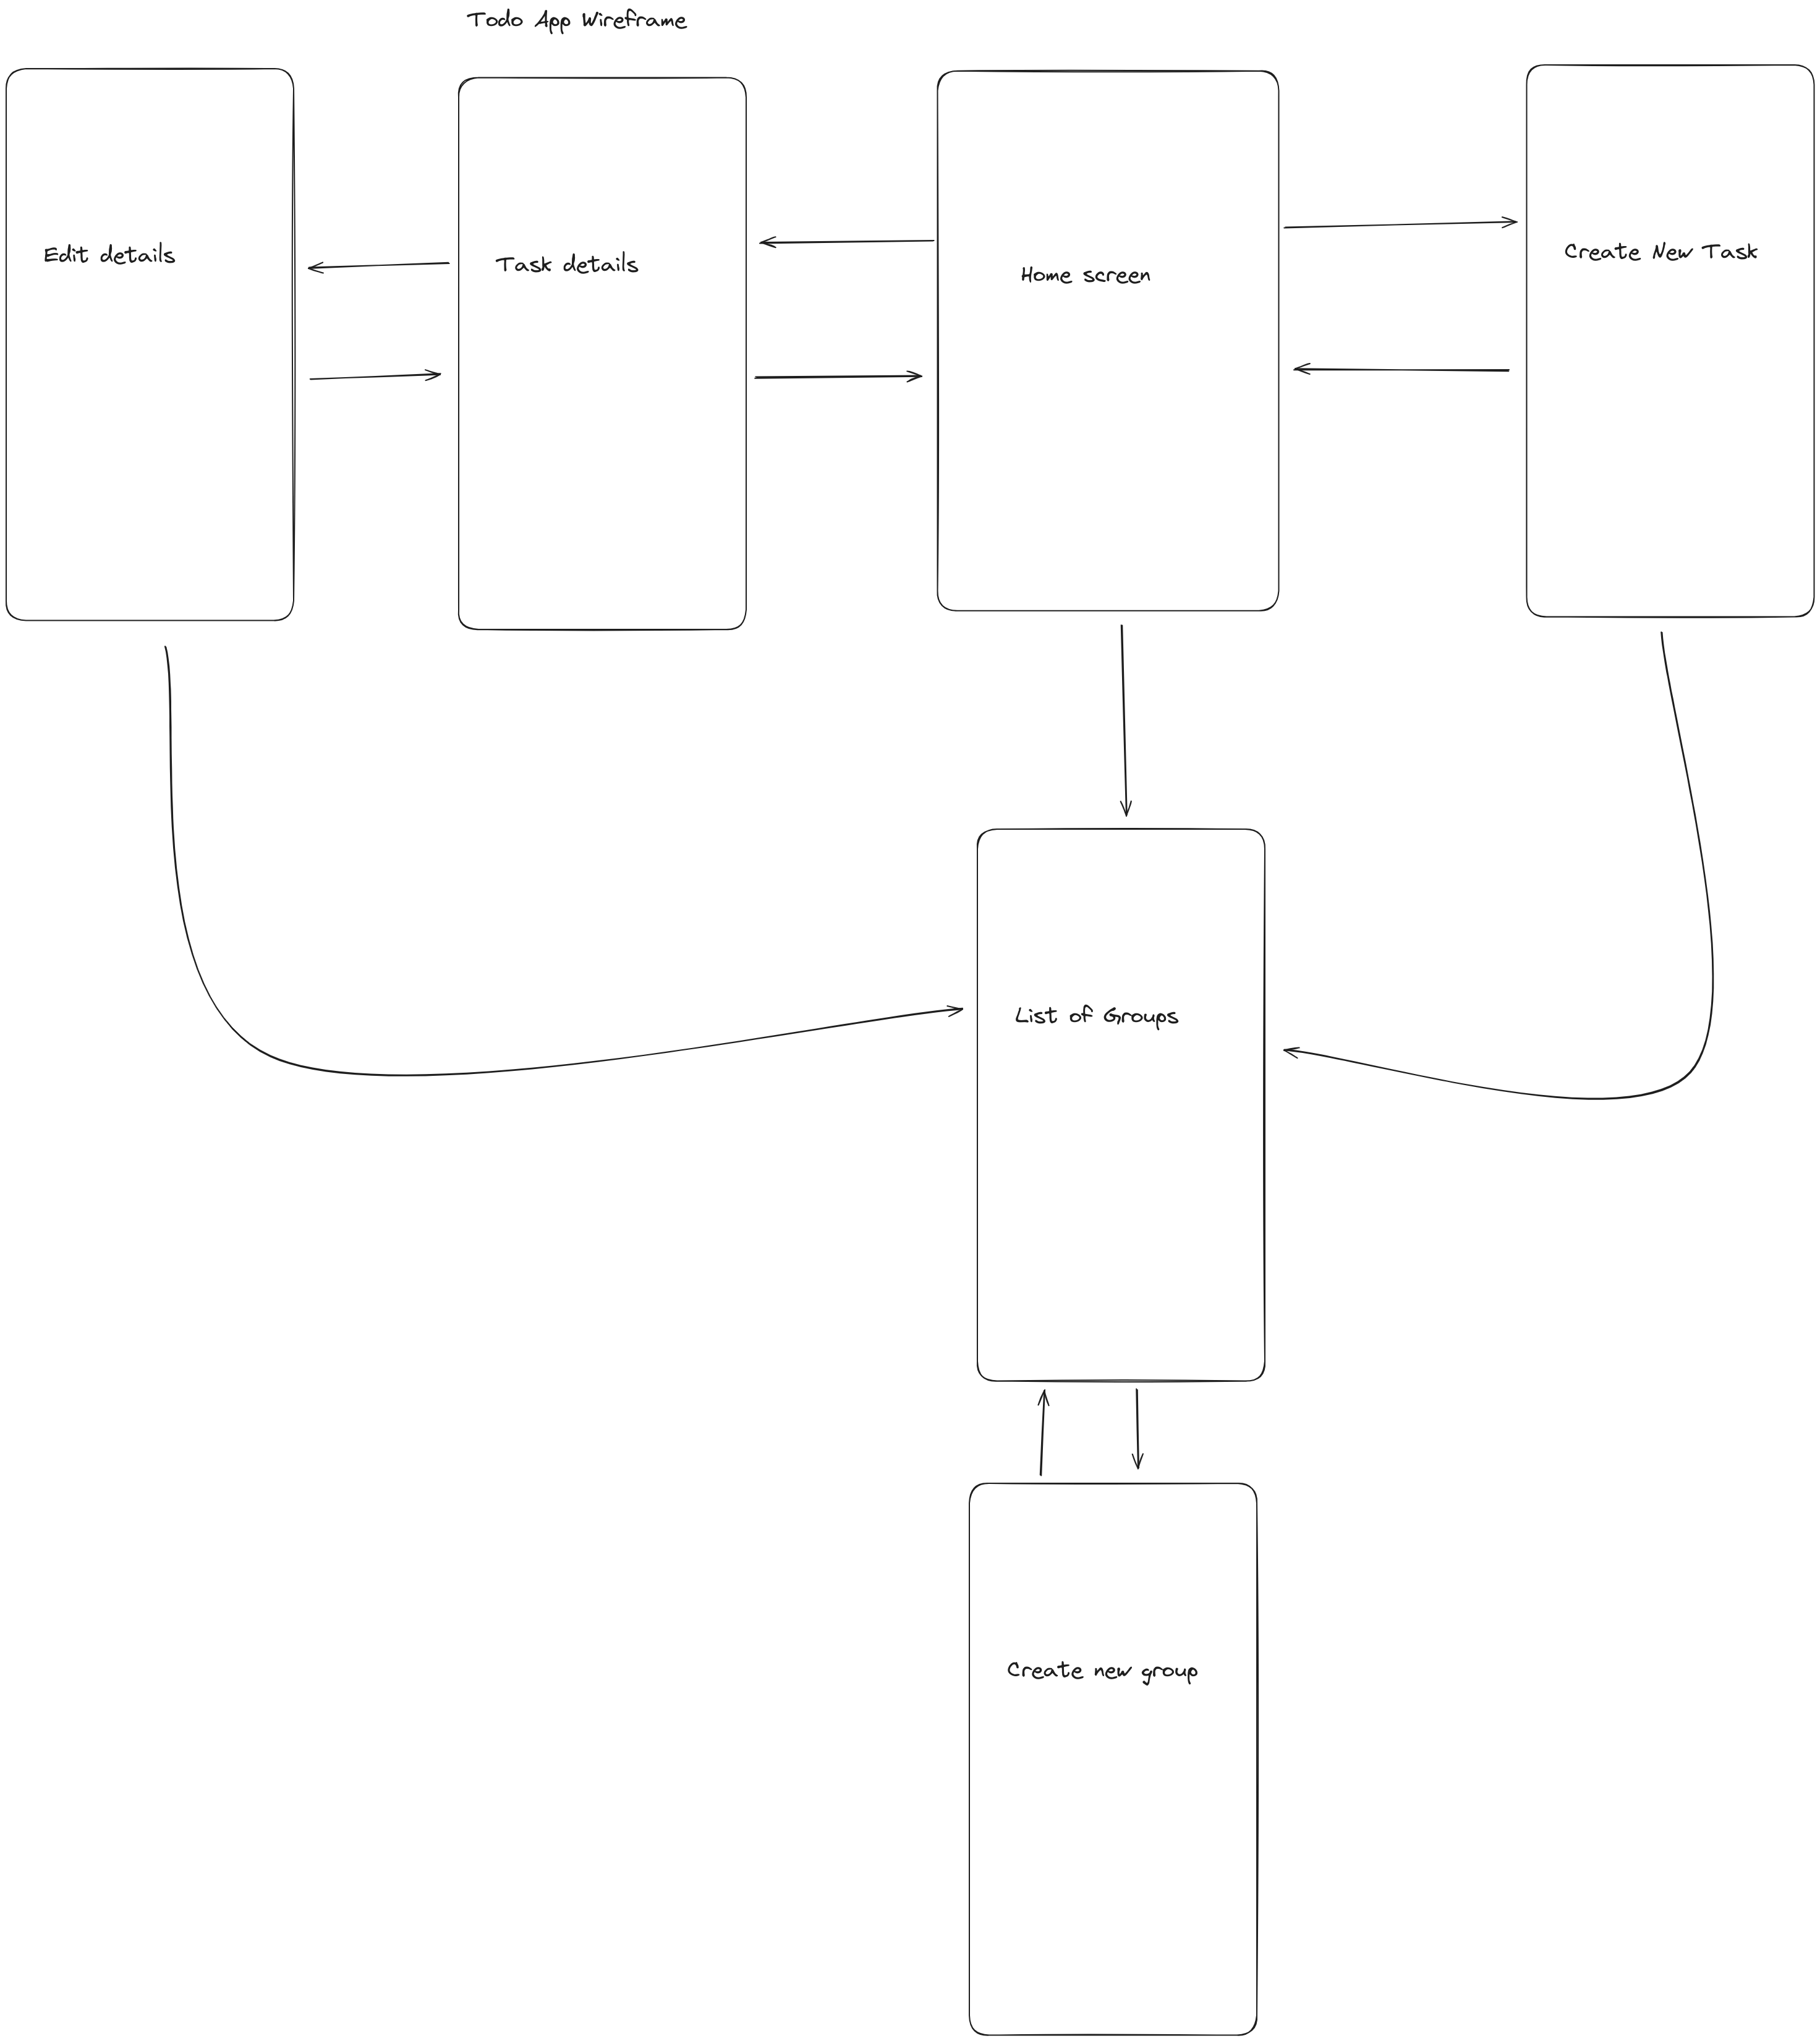 Todo App Wireframe
Edit details
Task details
Home screen
Create New Task
List of Groups
Create new group